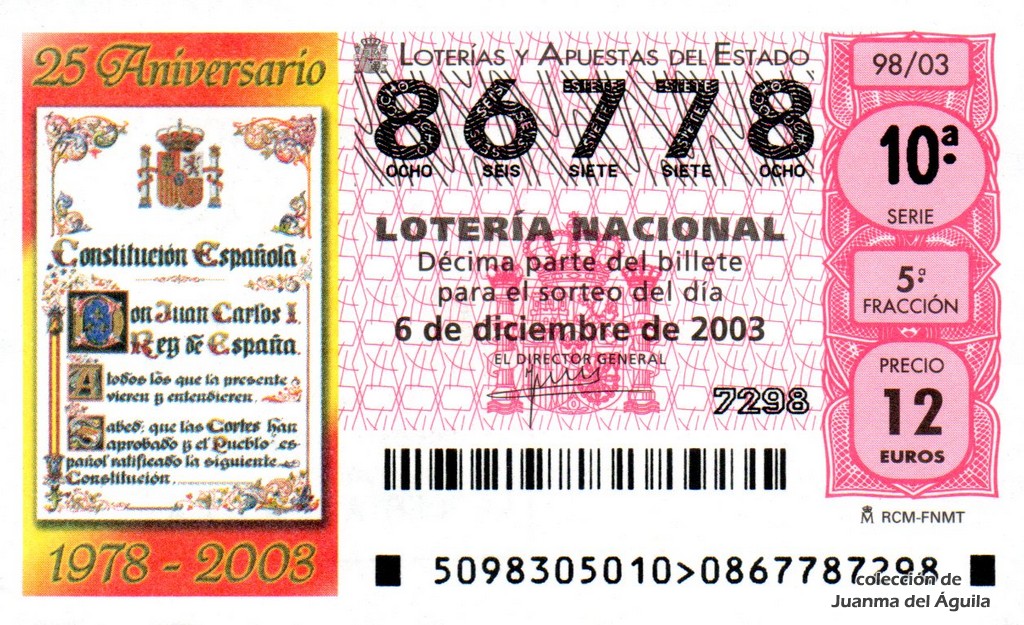 25 Aniversario
Constitución Española
Don Juan Carlos I.
Rey de España.
A todos los que la presente
vieren y entendieren.
Sabed: que las Cortes han
aprobado y el Pueblo es-
pañol ratificado la siguiente
Constitución.
1978 - 2003
LOTERÍAS Y APUESTAS DEL ESTADO
86778
OCHO SEIS SIETE SIETE OCHO
LOTERÍA NACIONAL
Décima parte del billete
para el sorteo del día
6 de diciembre de 2003
EL DIRECTOR GENERAL
7298
98/03
10ª
SERIE
5ª
FRACCIÓN
PRECIO
12
EUROS
RCM-FNMT
5098305010>0867787298
colección de
Juanma del Águila